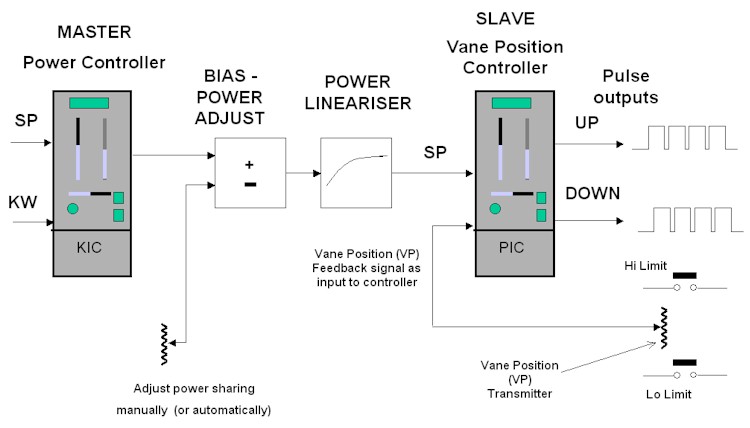 MASTER
Power Controller
SP
KW
KIC
BIAS -
POWER
ADJUST
+
-
Adjust power sharing
manually (or automatically)
POWER
LINEARISER
SP
Vane Position (VP)
Feedback signal as
input to controller
SLAVE
Vane Position
Controller
PIC
Pulse
outputs
UP
DOWN
Hi Limit
Vane Position
(VP)
Transmitter
Lo Limit